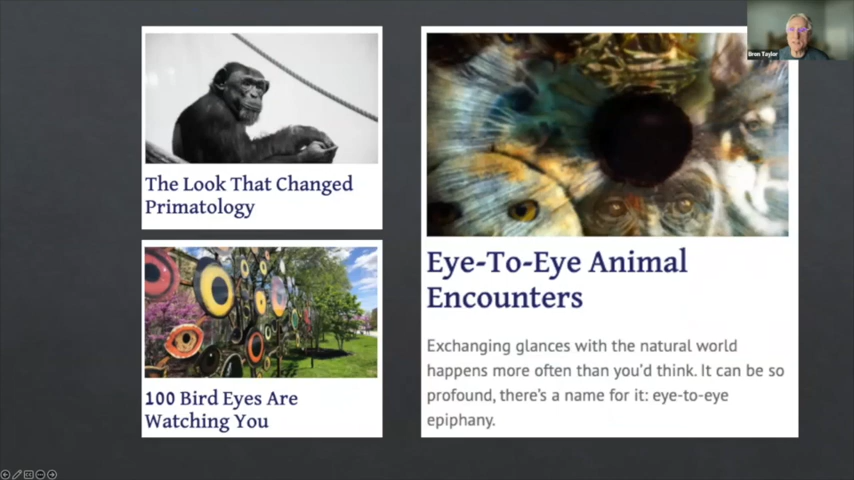 Bron Taylor
The Look That Changed
Primatology
100 Bird Eyes Are
Watching You
Eye-To-Eye Animal
Encounters
Exchanging glances with the natural world
happens more often than you'd think. It can be so
profound, there's a name for it: eye-to-eye
epiphany.